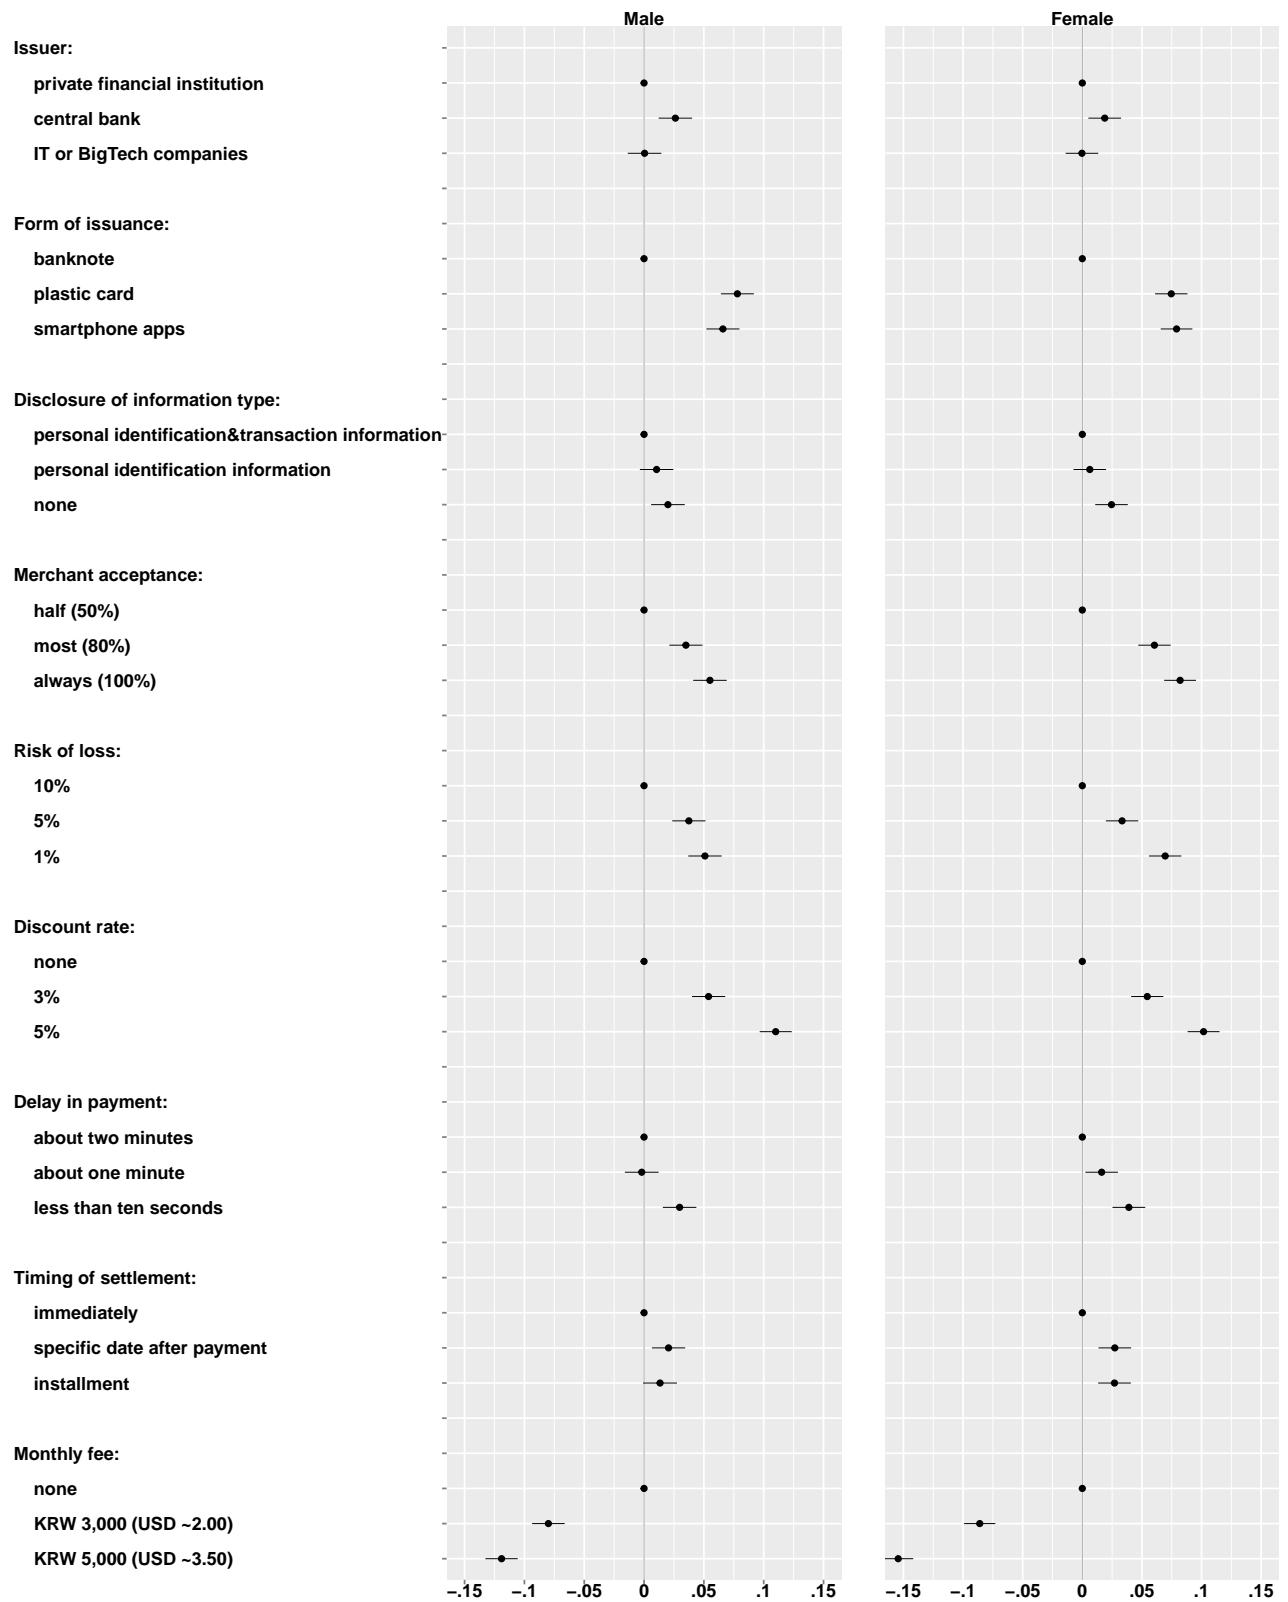 Male Female
Issuer:
private financial institution
central bank
IT or BigTech companies
Form of issuance:
banknote
plastic card
smartphone apps
Disclosure of information type:
personal identification&transaction information
personal identification information
none
Merchant acceptance:
half (50%)
most (80%)
always (100%)
Risk of loss:
10%
5%
1%
Discount rate:
none
3%
5%
Delay in payment:
about two minutes
about one minute
less than ten seconds
Timing of settlement:
immediately
specific date after payment
installment
Monthly fee:
none
KRW 3,000 (USD ~2.00)
KRW 5,000 (USD ~3.50)
−.15 −.1 −.05 0 .05 .1 .15 −.15 −.1 −.05 0 .05 .1 .15